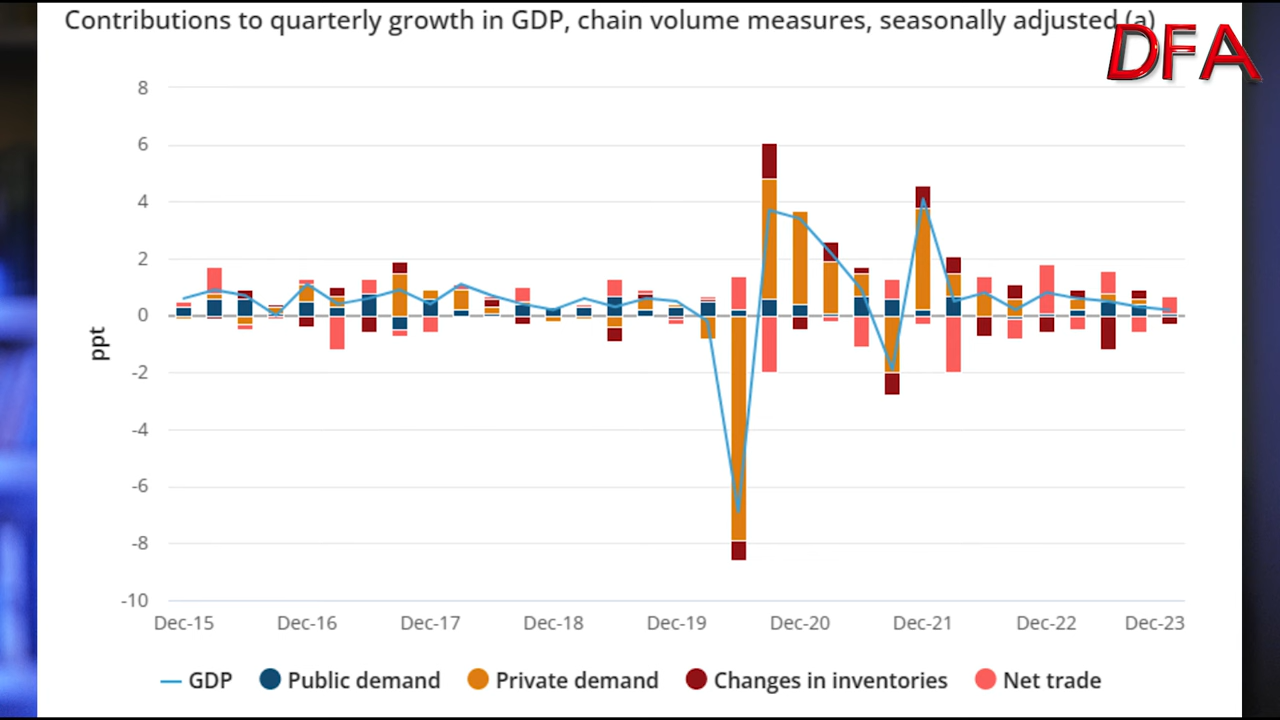 Contributions to quarterly growth in GDP, chain volume measures, seasonally adjusted (a)
DFA
8
6
4
2
0
-2
-4
-6
-8
-10
ppt
Dec-15 Dec-16 Dec-17 Dec-18 Dec-19 Dec-20 Dec-21 Dec-22 Dec-23
GDP Public demand Private demand Changes in inventories Net trade